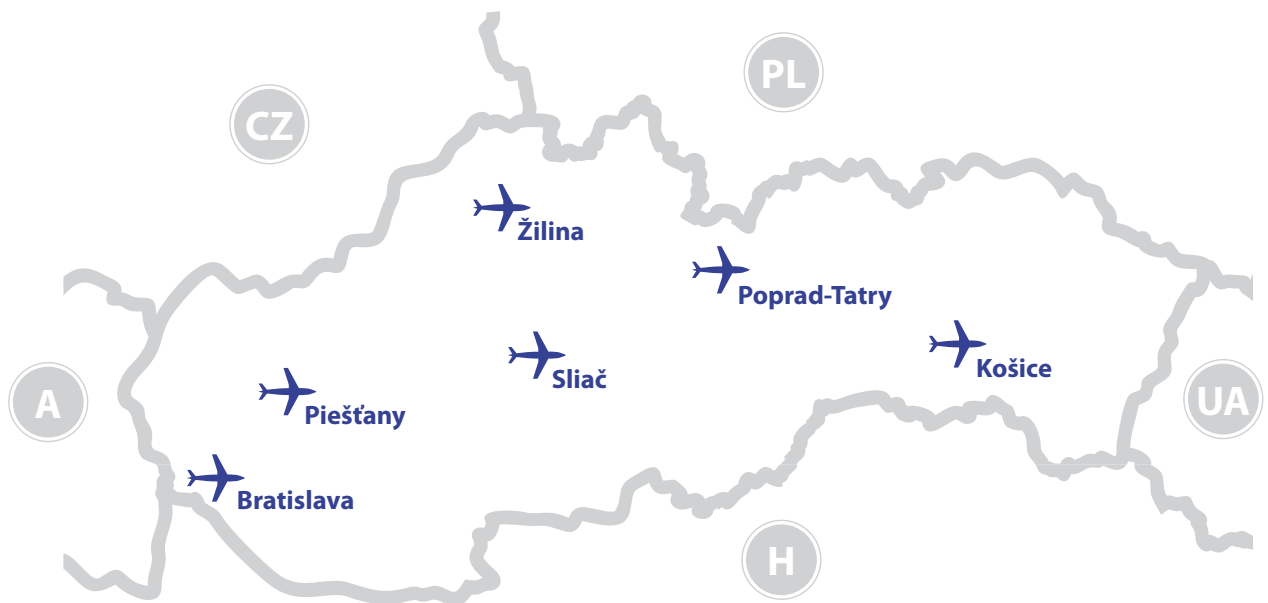 PL
CZ
Žilina
Poprad-Tatry
Košice
Sliač
A
UA
Piešťany
Bratislava
H